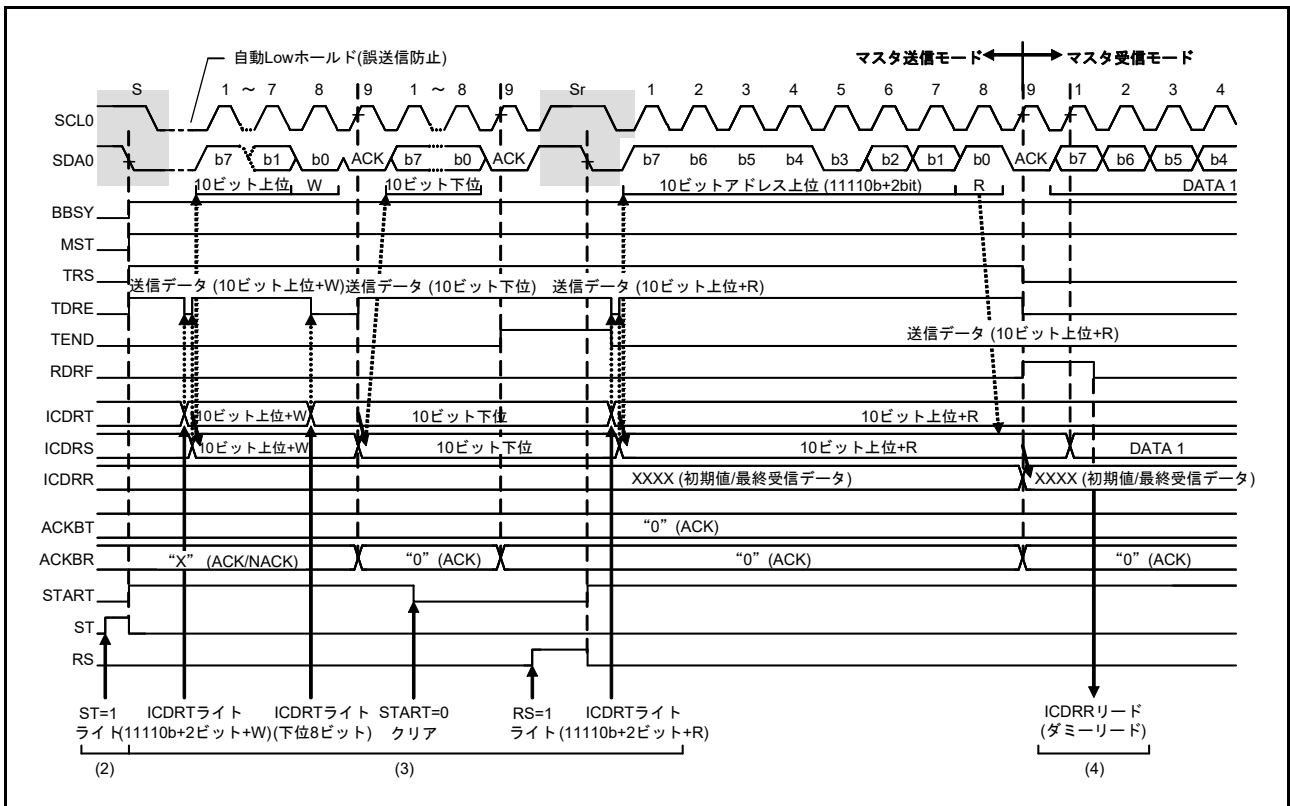 自動Lowホールド(誤送信防止)
マスタ送信モード マスタ受信モード
S 1 ～ 7 8 9 1 ～ 8 9 Sr 1 2 3 4 5 6 7 8 9 1 2 3 4
SCL0
SDA0 b7 b1 b0 ACK b7 b0 ACK b7 b6 b5 b4 b3 b2 b1 b0 ACK b7 b6 b5 b4
10ビット上位 W 10ビット下位 10ビットアドレス上位 (11110b+2bit) R DATA 1
BBSY
MST
TRS
送信データ (10ビット上位+W) 送信データ (10ビット下位) 送信データ (10ビット上位+R)
TDRE
TEND 送信データ (10ビット上位+R)
RDRF
ICDRT 10ビット上位+W 10ビット下位 10ビット上位+R
ICDRS 10ビット上位+W 10ビット下位 10ビット上位+R DATA 1
ICDRR XXXX (初期値/最終受信データ) XXXX (初期値/最終受信データ)
ACKBT “0” (ACK)
ACKBR “X” (ACK/NACK) “0” (ACK) “0” (ACK) “0” (ACK)
START
ST
RS
ST=1 ICDRTライト ICDRTライト START=0 RS=1 ICDRTライト ICDRRリード
ライト (11110b+2ビット+W) (下位8ビット) クリア ライト (11110b+2ビット+R) (ダミーリード)
(2) (3) (4)